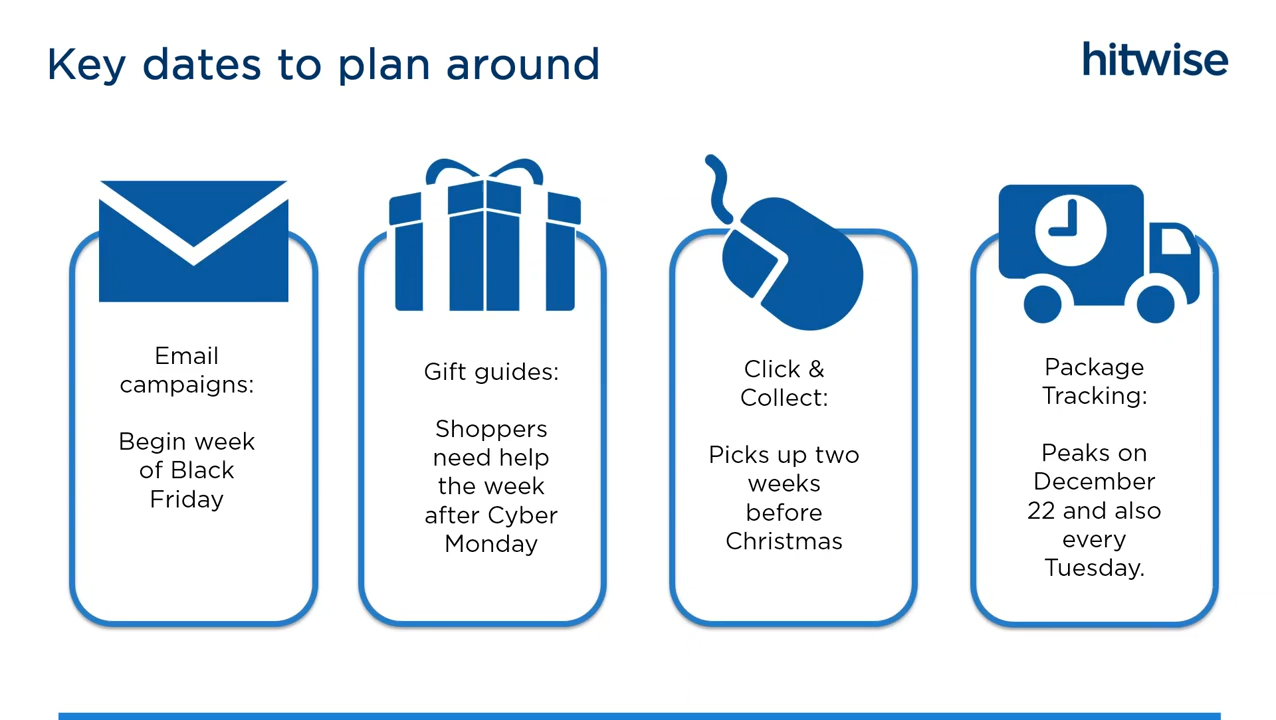 Key dates to plan around
hitwise
Email
campaigns:
Begin week
of Black
Friday
Gift guides:
Shoppers
need help
the week
after Cyber
Monday
Click &
Collect:
Picks up two
weeks
before
Christmas
Package
Tracking:
Peaks on
December
22 and also
every
Tuesday.